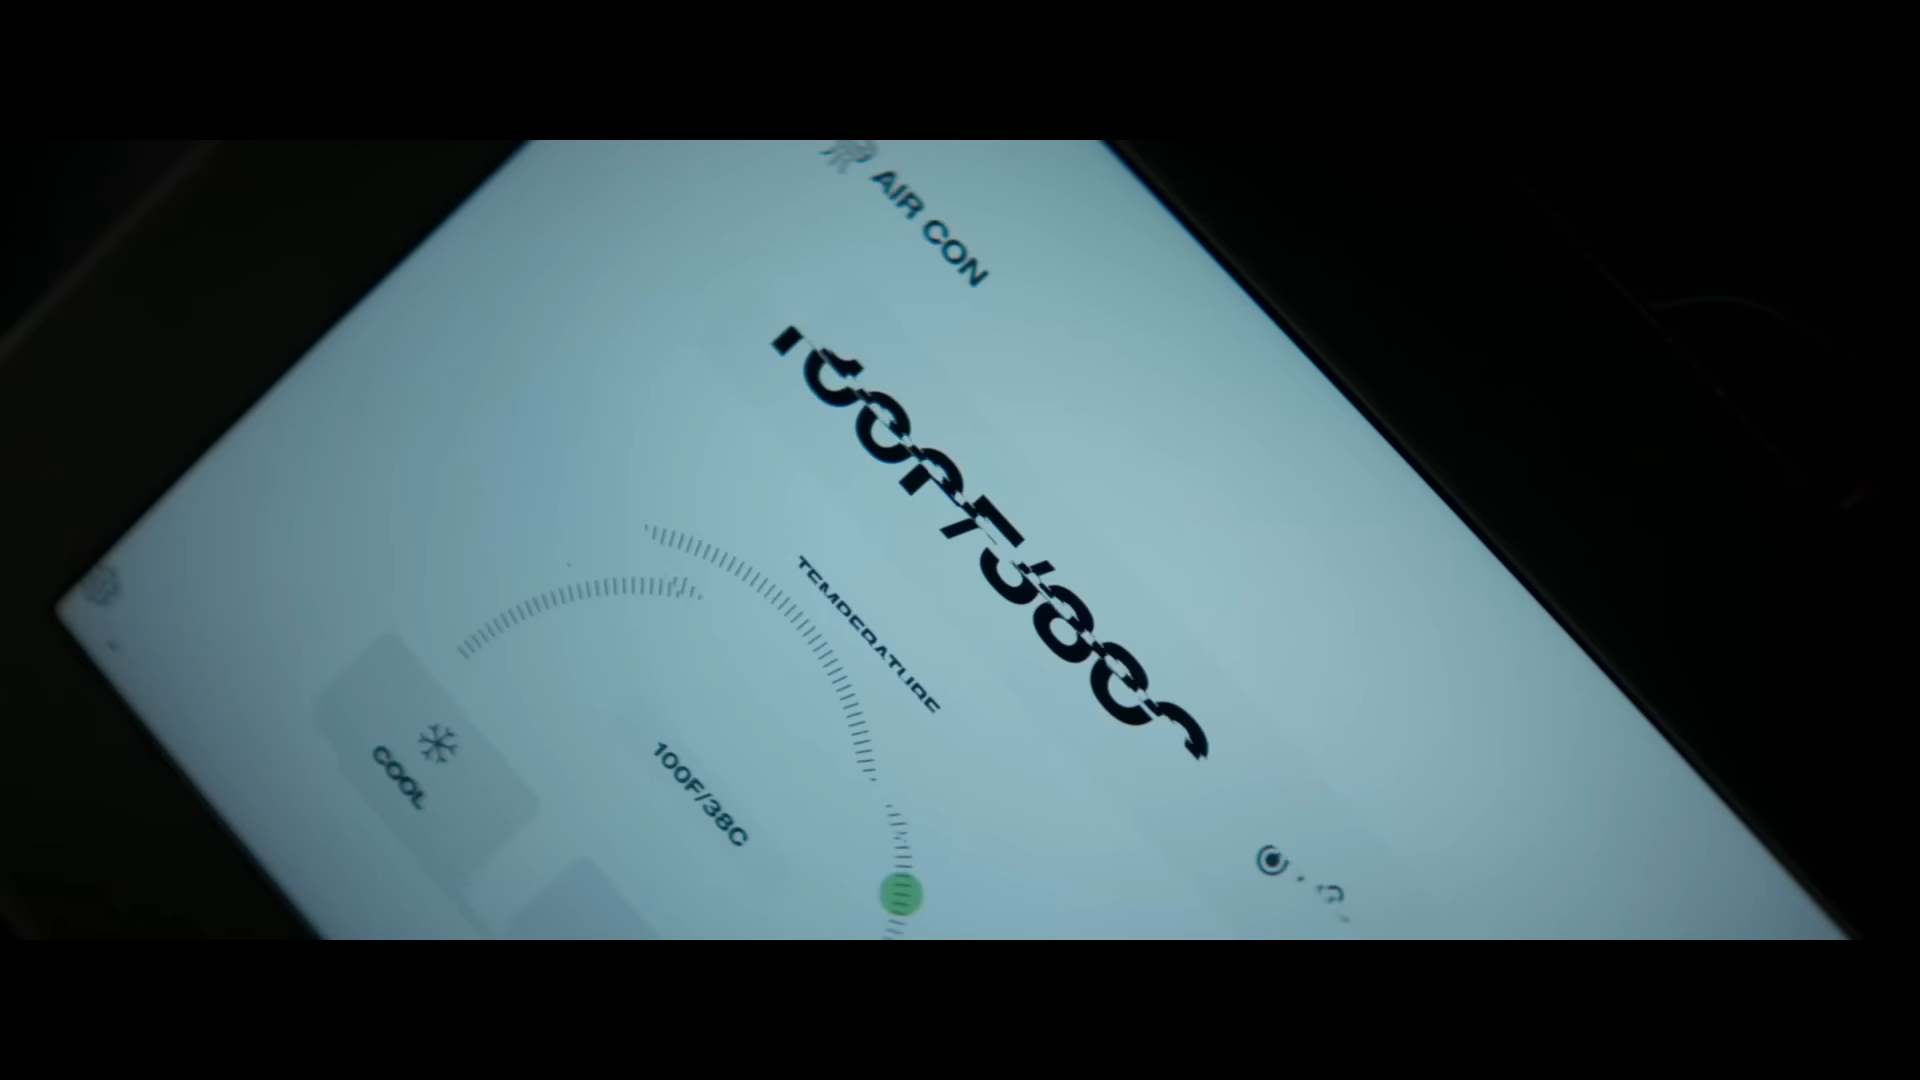 AIR CON
100F/38C
TEMPERATURE
100F/38C
COOL